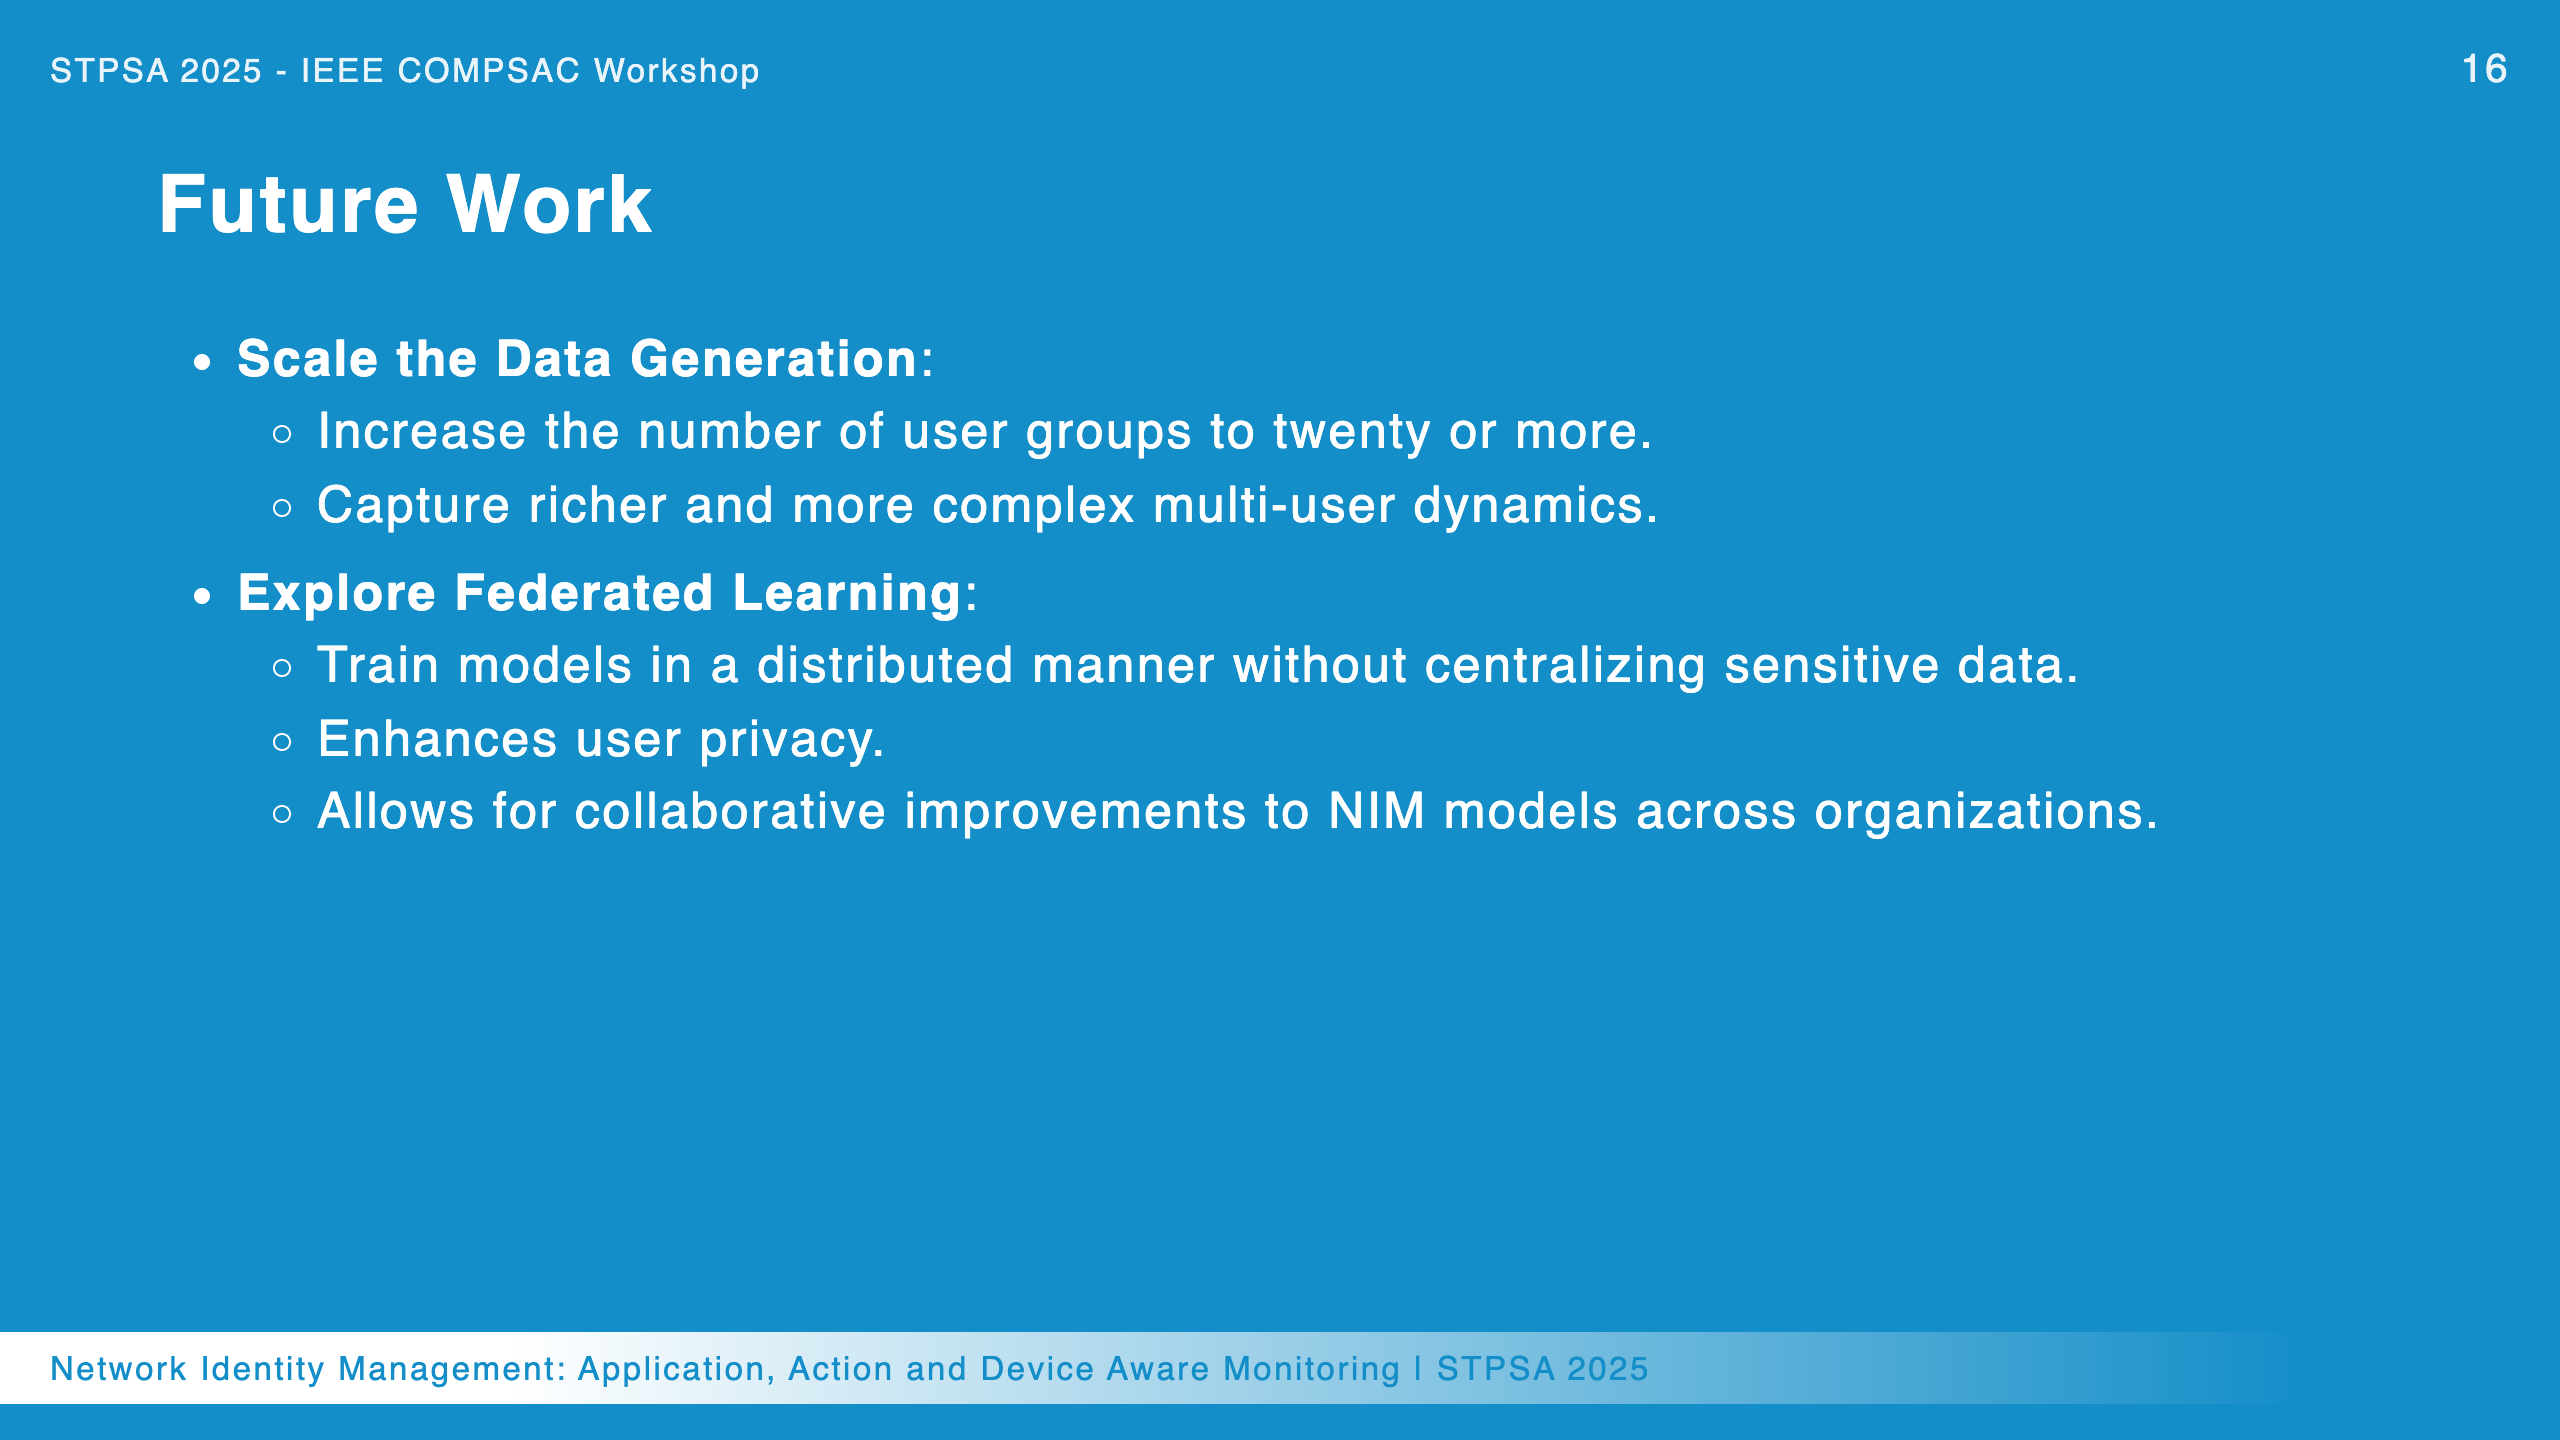 STPSA 2025 - IEEE COMPSAC Workshop
16
Future Work
• Scale the Data Generation:
○ Increase the number of user groups to twenty or more.
○ Capture richer and more complex multi-user dynamics.
• Explore Federated Learning:
○ Train models in a distributed manner without centralizing sensitive data.
○ Enhances user privacy.
○ Allows for collaborative improvements to NIM models across organizations.
Network Identity Management: Application, Action and Device Aware Monitoring | STPSA 2025